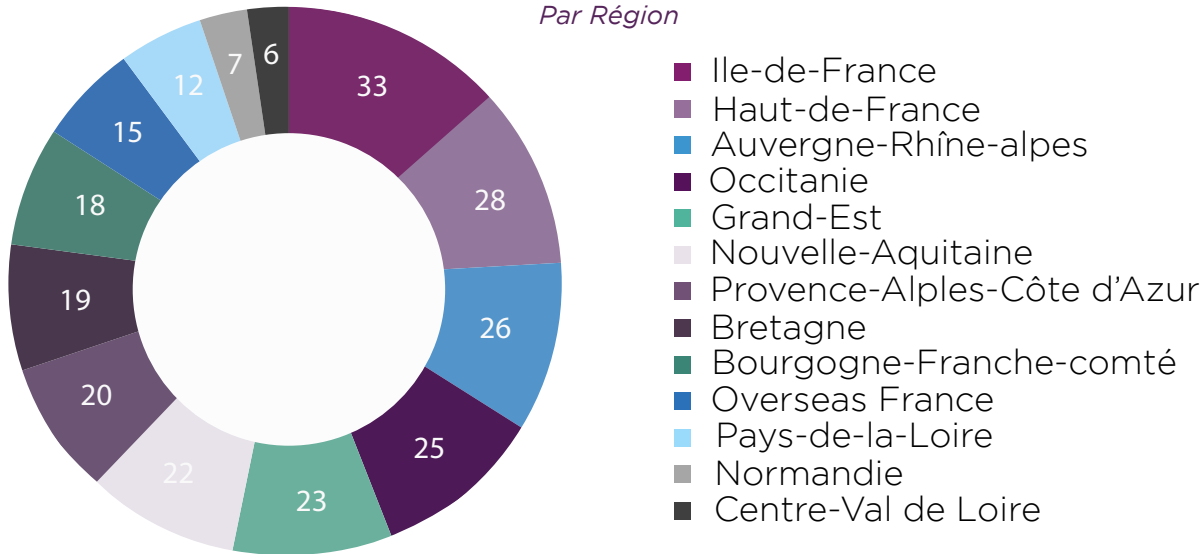 Par Région
33
28
26
25
23
22
20
19
18
15
12
7
6
Ile-de-France
Haut-de-France
Auvergne-Rhîne-alpes
Occitanie
Grand-Est
Nouvelle-Aquitaine
Provence-Alples-Côte d'Azur
Bretagne
Bourgogne-Franche-comté
Overseas France
Pays-de-la-Loire
Normandie
Centre-Val de Loire